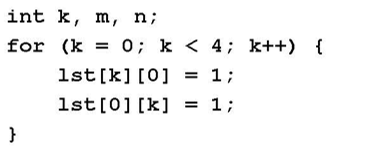 int k, m, n;
for (k = 0; k < 4; k++) {
    lst[k][0] = 1;
    lst[0][k] = 1;
}